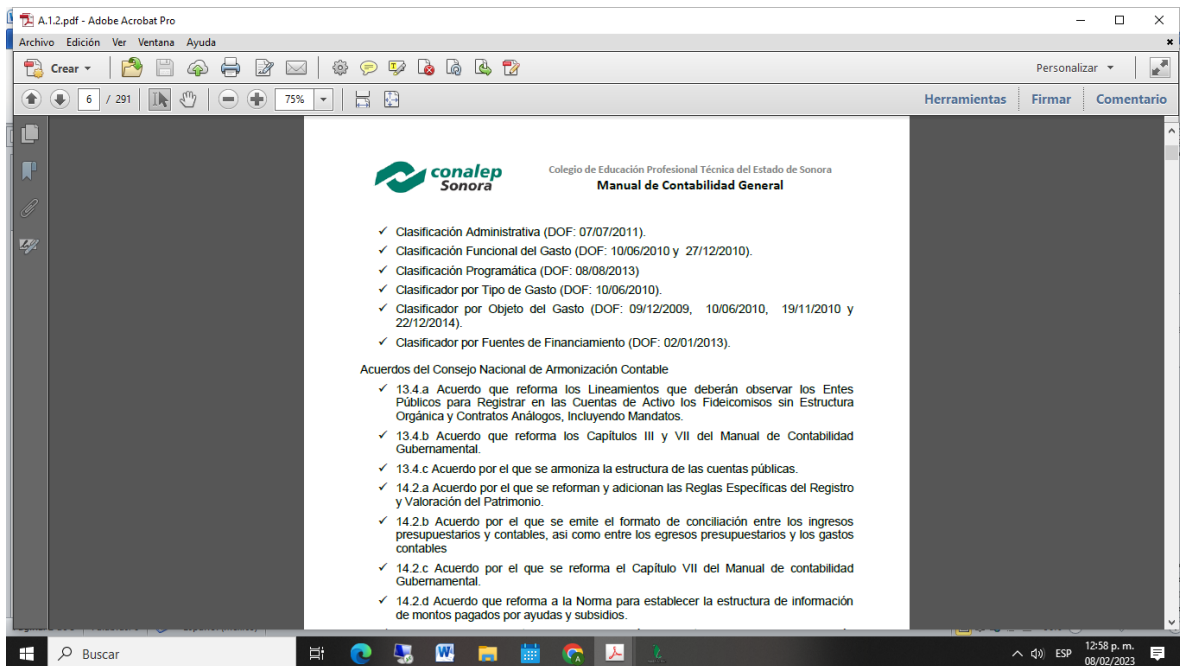 A.1.2.pdf - Adobe Acrobat Pro
Archivo Edición Ver Ventana Ayuda
Crear
Personalizar
6 / 291
75%
Herramientas Firmar Comentario
conalep
Sonora
Colegio de Educación Profesional Técnica del Estado de Sonora
Manual de Contabilidad General
✓ Clasificación Administrativa (DOF: 07/07/2011).
✓ Clasificación Funcional del Gasto (DOF: 10/06/2010 y 27/12/2010).
✓ Clasificación Programática (DOF: 08/08/2013)
✓ Clasificador por Tipo de Gasto (DOF: 10/06/2010).
✓ Clasificador por Objeto del Gasto (DOF: 09/12/2009, 10/06/2010, 19/11/2010 y
22/12/2014).
✓ Clasificador por Fuentes de Financiamiento (DOF: 02/01/2013).
Acuerdos del Consejo Nacional de Armonización Contable
✓ 13.4.a Acuerdo que reforma los Lineamientos que deberán observar los Entes
Públicos para Registrar en las Cuentas de Activo los Fideicomisos sin Estructura
Orgánica y Contratos Análogos, Incluyendo Mandatos.
✓ 13.4.b Acuerdo que reforma los Capítulos III y VII del Manual de Contabilidad
Gubernamental.
✓ 13.4.c Acuerdo por el que se armoniza la estructura de las cuentas públicas.
✓ 14.2.a Acuerdo por el que se reforman y adicionan las Reglas Específicas del Registro
y Valoración del Patrimonio.
✓ 14.2.b Acuerdo por el que se emite el formato de conciliación entre los ingresos
presupuestarios y contables, asi como entre los egresos presupuestarios y los gastos
contables
✓ 14.2.c Acuerdo por el que se reforma el Capítulo VII del Manual de contabilidad
Gubernamental.
✓ 14.2.d Acuerdo que reforma a la Norma para establecer la estructura de información
de montos pagados por ayudas y subsidios.
Buscar
ESP
12:58 p. m.
08/02/2023